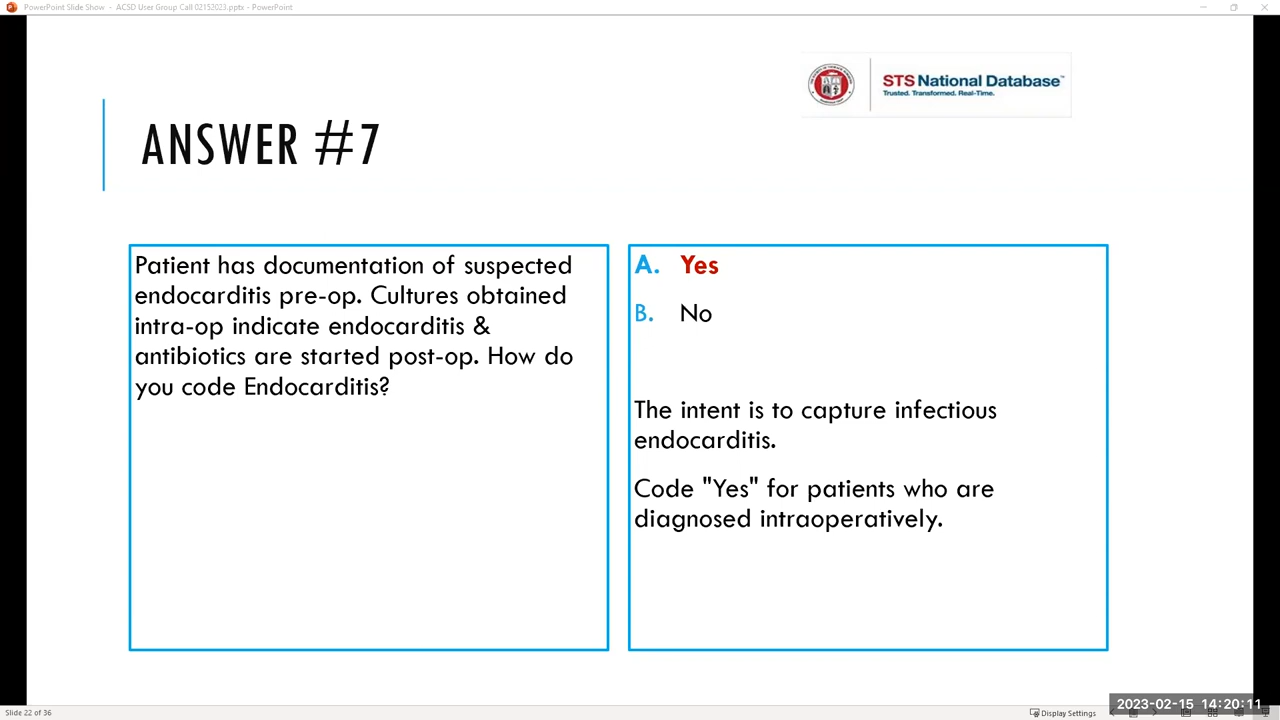 PowerPoint Slide Show - ACSD User Group Call 02152023.pptx - PowerPoint
STS National Database™
Trusted. Transformed. Real-Time.
ANSWER #7
Patient has documentation of suspected
endocarditis pre-op. Cultures obtained
intra-op indicate endocarditis &
antibiotics are started post-op. How do
you code Endocarditis?
A. Yes
B. No
The intent is to capture infectious
endocarditis.
Code "Yes" for patients who are
diagnosed intraoperatively.
2023-02-15 14:20:11
Slide 22 of 36
Display Settings